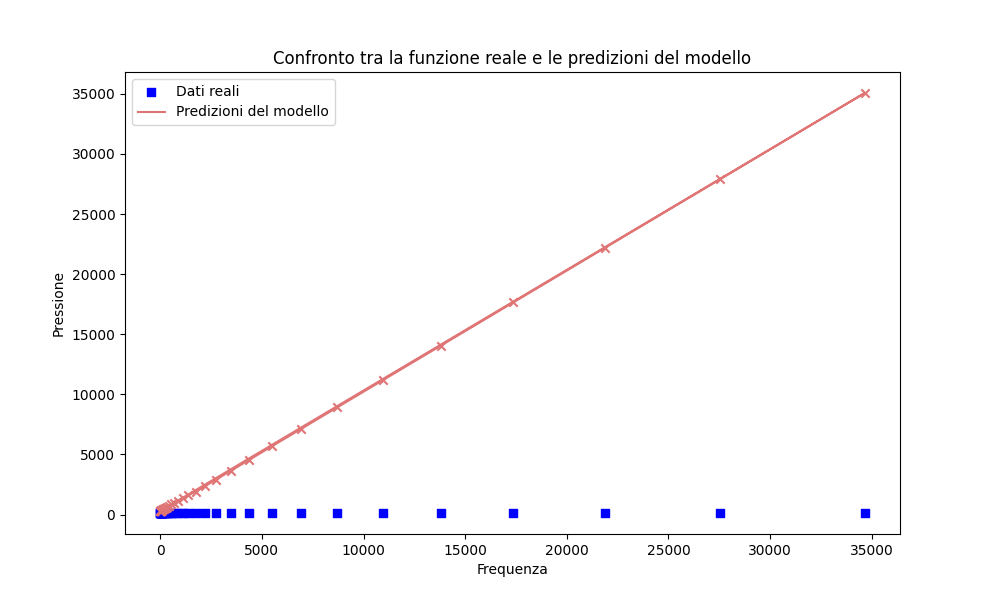 Confronto tra la funzione reale e le predizioni del modello
Dati reali
Predizioni del modello
35000
30000
25000
20000
15000
10000
5000
0
Pressione
0 5000 10000 15000 20000 25000 30000 35000
Frequenza